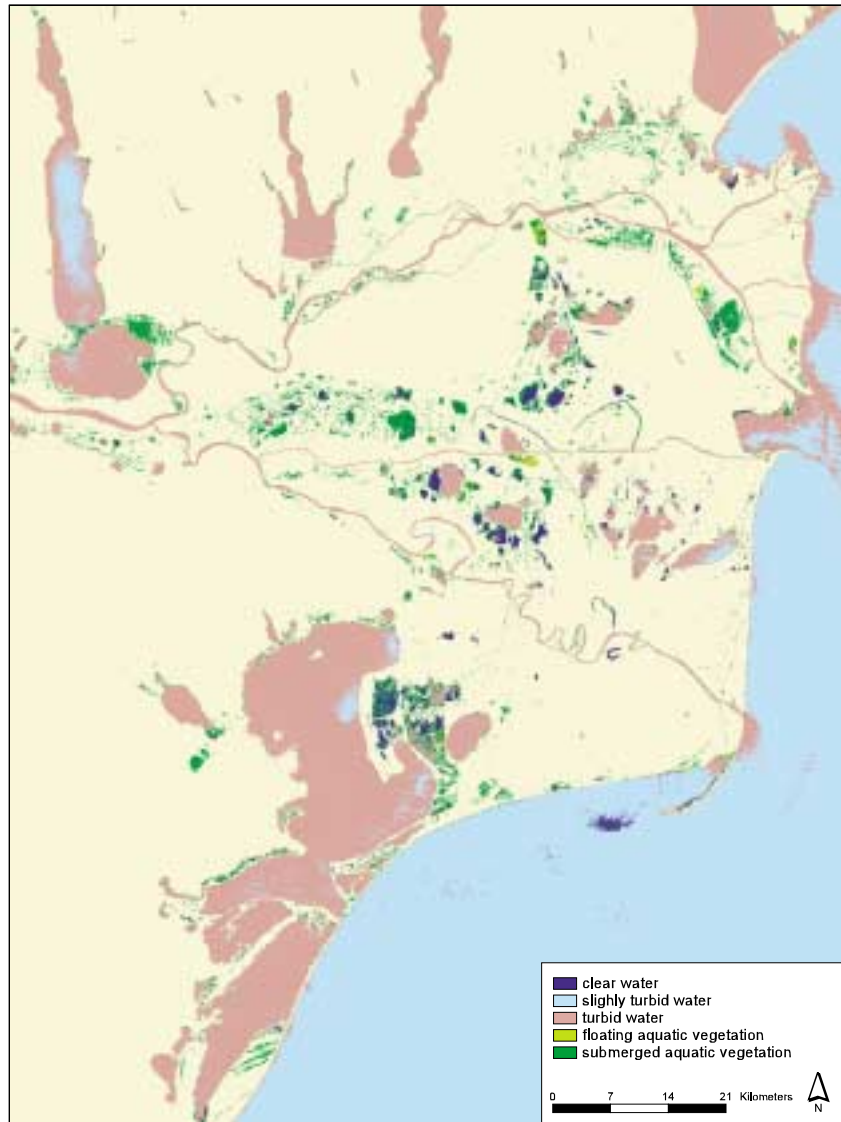 clear water
slighly turbid water
turbid water
floating aquatic vegetation
submerged aquatic vegetation
0 7 14 21 Kilometers
N